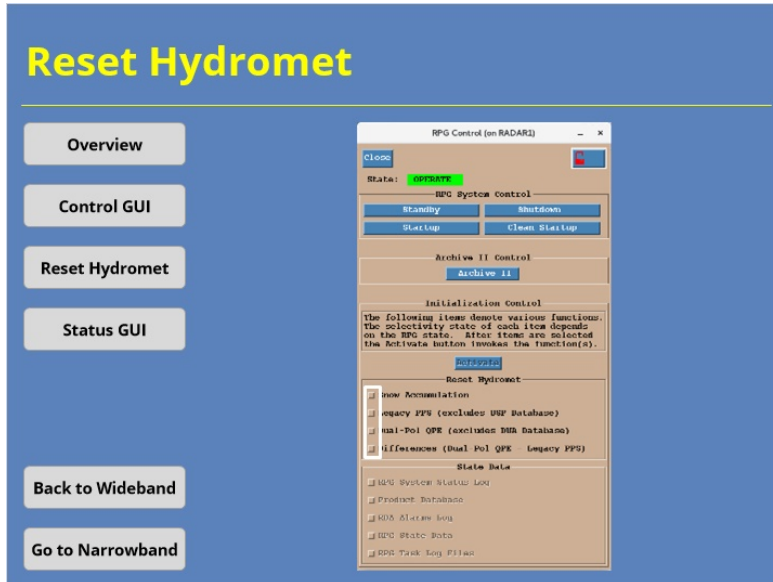 Reset Hydromet
Overview
Control GUI
Reset Hydromet
Status GUI
Back to Wideband
Go to Narrowband
RPG Control (on RADAR1)
Close
State: OPERATE
RPG System Control
Standby
Shutdown
Startup
Clean Startup
Archive II Control
Archive II
Initialization Control
The following items denote various functions.
The selectivity state of each item depends
on the RPG state. After items are selected
the Activate button invokes the function(s).
Activate
Reset Hydromet
Snow Accumulation
Legacy PPS (excludes DSP Database)
Dual-Pol QPE (excludes DUA Database)
Differences (Dual-Pol QPE - Legacy PPS)
State Data
RPG System Status Log
Product Database
RDA Alarms Log
RPG State Data
RPG Task Log Files